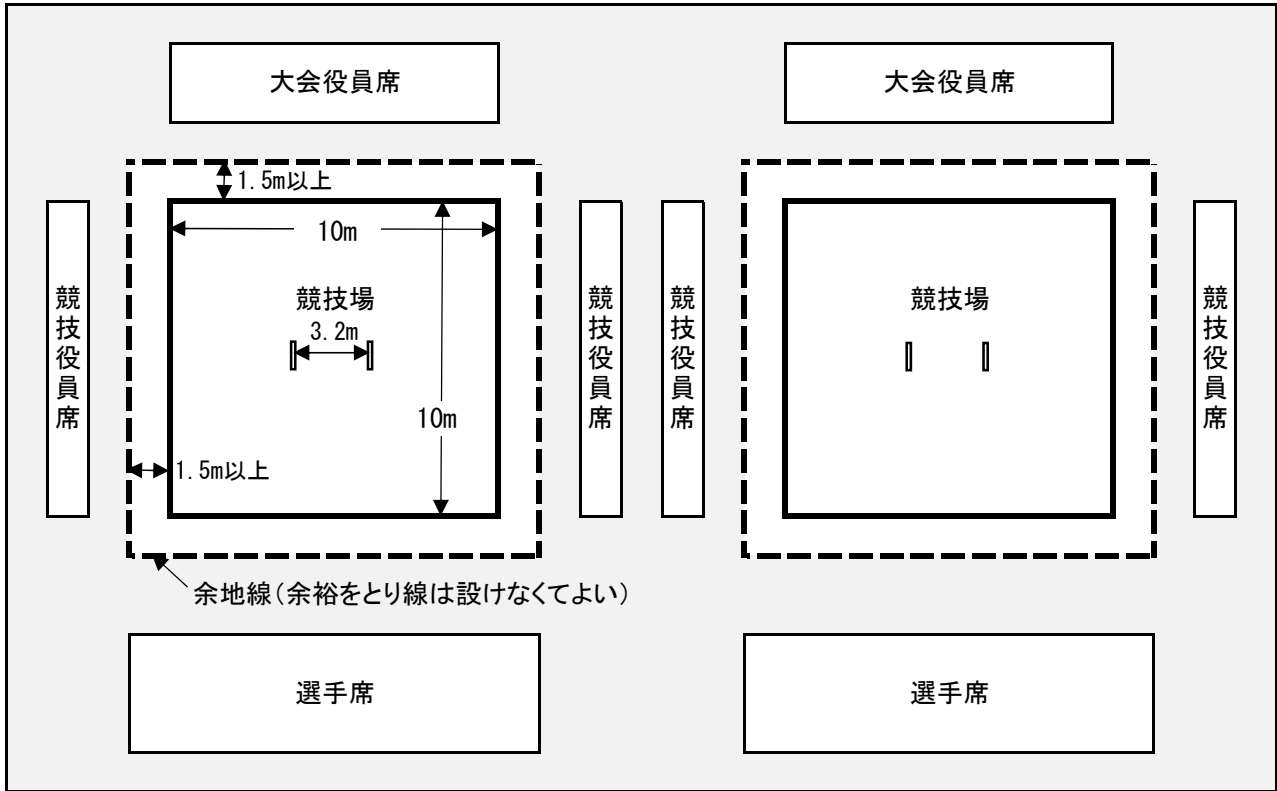 大会役員席
大会役員席
1.5m以上
10m
競技場
3.2m
10m
1.5m以上
競技役員席
競技役員席
競技役員席
競技場
競技役員席
余地線(余裕をとり線は設けなくてよい)
選手席
選手席